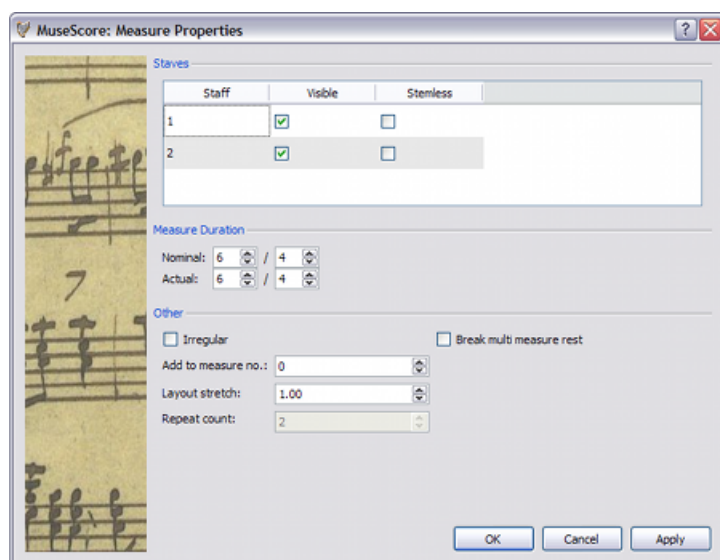 MuseScore: Measure Properties
Staves
Staff Visible Stemless
1
2
Measure Duration
Nominal: 6 / 4
Actual: 6 / 4
Other
Irregular Break multi measure rest
Add to measure no.: 0
Layout stretch: 1.00
Repeat count: 2
OK Cancel Apply